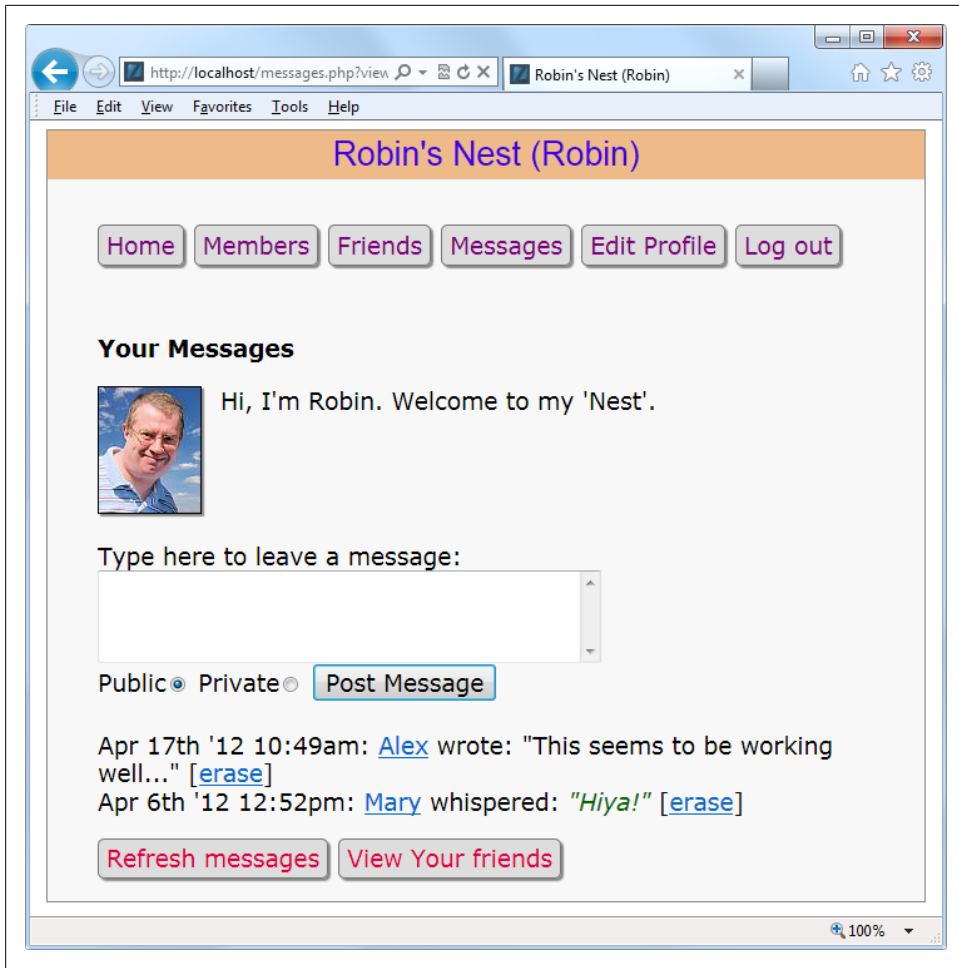 http://localhost/messages.php?view
Robin's Nest (Robin)
File Edit View Favorites Tools Help
Robin's Nest (Robin)
Home Members Friends Messages Edit Profile Log out
Your Messages
Hi, I'm Robin. Welcome to my 'Nest'.
Type here to leave a message:
Public Private Post Message
Apr 17th '12 10:49am: Alex wrote: "This seems to be working
well..." [erase]
Apr 6th '12 12:52pm: Mary whispered: "Hiya!" [erase]
Refresh messages View Your friends
100%